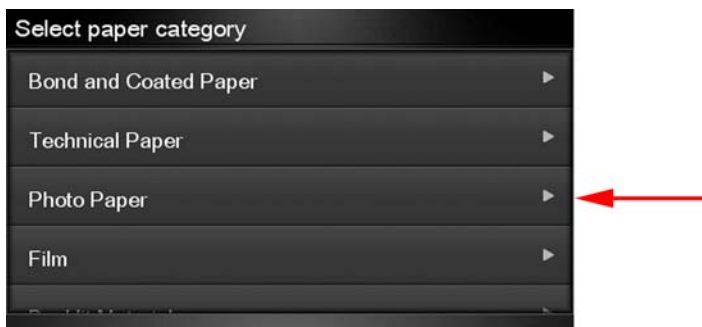 Select paper category
Bond and Coated Paper
Technical Paper
Photo Paper
Film